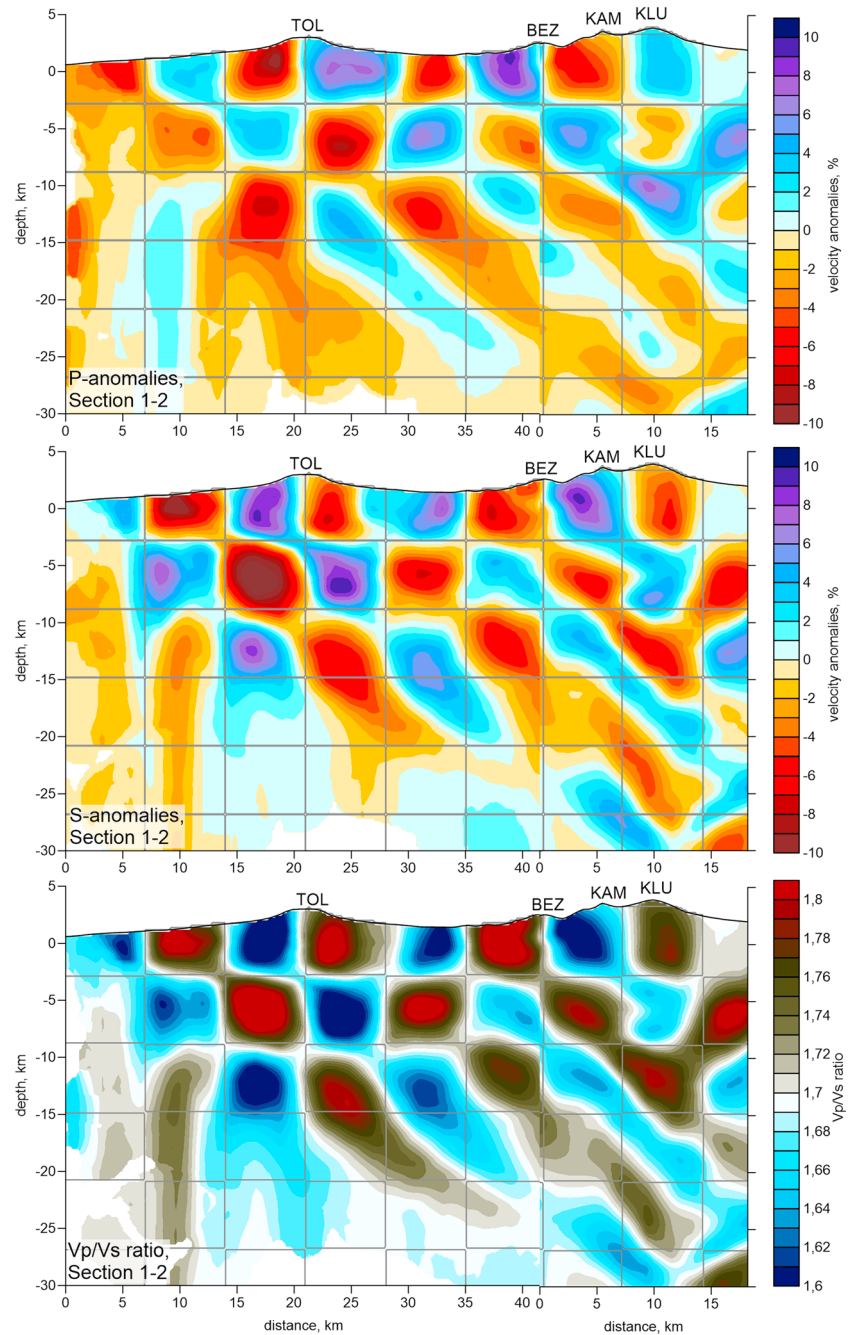 TOL
BEZ
KAM
KLU
5
0
-5
-10
-15
-20
-25
-30
depth, km
P-anomalies,
Section 1-2
0 5 10 15 20 25 30 35 40 0 5 10 15
10
8
6
4
2
0
-2
-4
-6
-8
-10
velocity anomalies, %
TOL
BEZ
KAM
KLU
5
0
-5
-10
-15
-20
-25
-30
depth, km
S-anomalies,
Section 1-2
0 5 10 15 20 25 30 35 40 0 5 10 15
10
8
6
4
2
0
-2
-4
-6
-8
-10
velocity anomalies, %
TOL
BEZ
KAM
KLU
5
0
-5
-10
-15
-20
-25
-30
depth, km
Vp/Vs ratio,
Section 1-2
0 5 10 15 20 25 30 35 40 0 5 10 15
distance, km
distance, km
1,8
1,78
1,76
1,74
1,72
1,7
1,68
1,66
1,64
1,62
1,6
Vp/Vs ratio